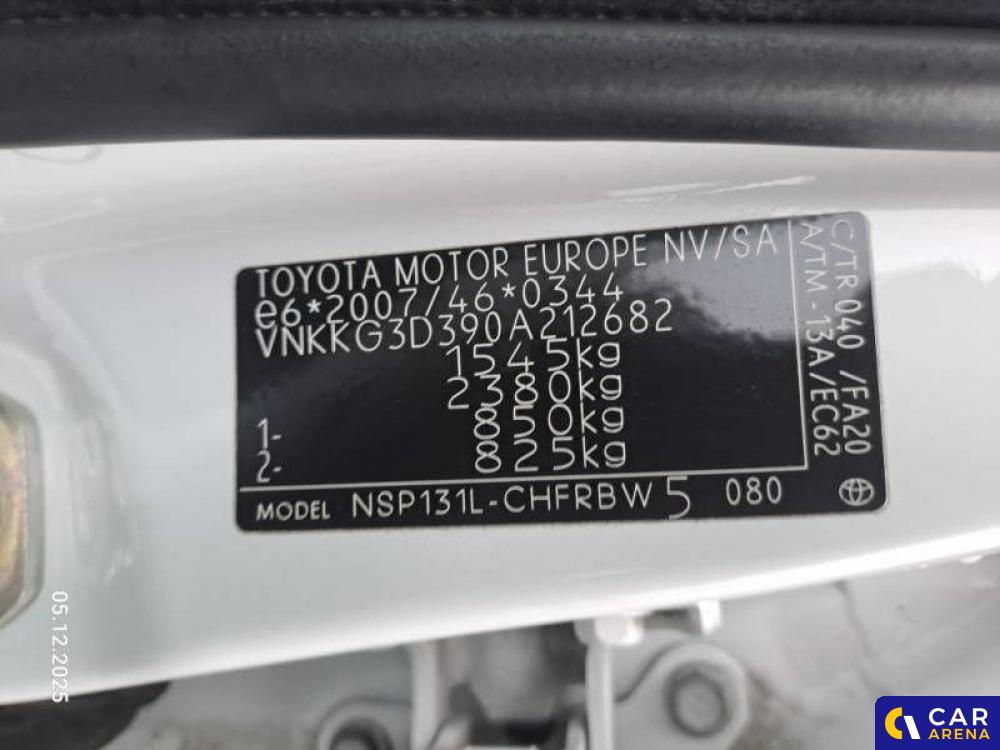 TOYOTA MOTOR EUROPE NV/SA
e6*2007/46*0344
VNKKG3D390A212682
1545kg
2380kg
1- 850kg
2- 825kg
MODEL NSP131L-CHFRBW 5 080
C/TR 040 /FA20
A/TM -13A/EC62
05.12.2025
CAR
ARENA